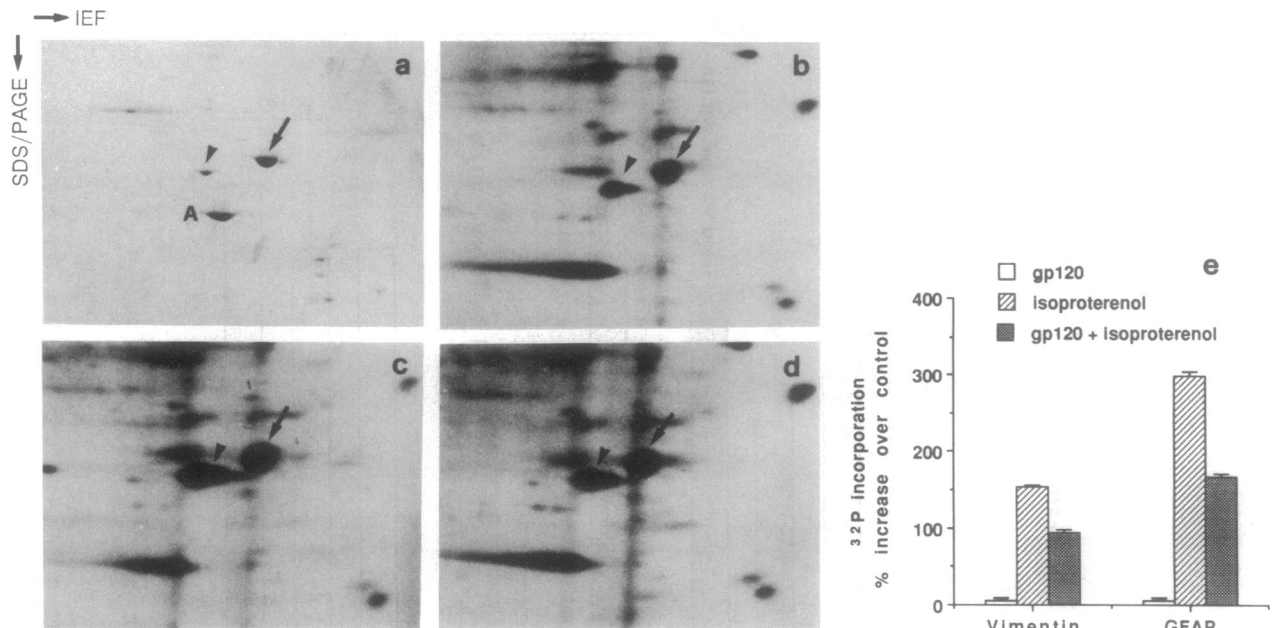 IEF
SDS/PAGE
a
A
b
c
d
e
gp120
isoproterenol
gp120 + isoproterenol
32P incorporation
% increase over control
400
300
200
100
0
Vimentin
GFAP